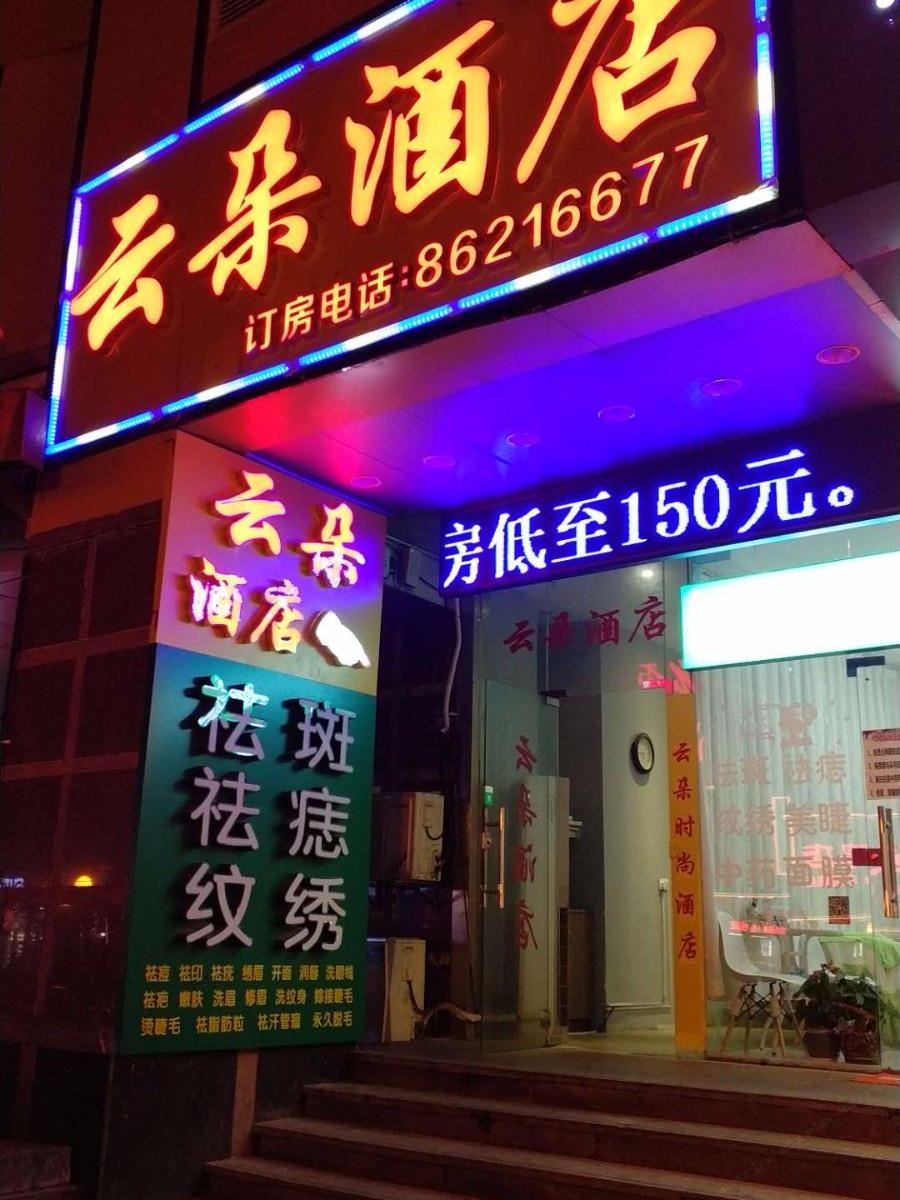 云朵酒店
订房电话:86216677
房低至150元。
云朵
酒店
祛斑
祛痣
纹绣
祛痘 祛印 祛疣 绣眉 开面 润唇 洗眼线
祛疤 嫩肤 洗眉 修眉 洗纹身 嫁接睫毛
烫睫毛 祛脂肪粒 祛汗管瘤 永久脱毛
云朵酒店
云朵酒店
云朵时尚酒店
祛斑 祛痣
纹绣 美睫
中药面膜